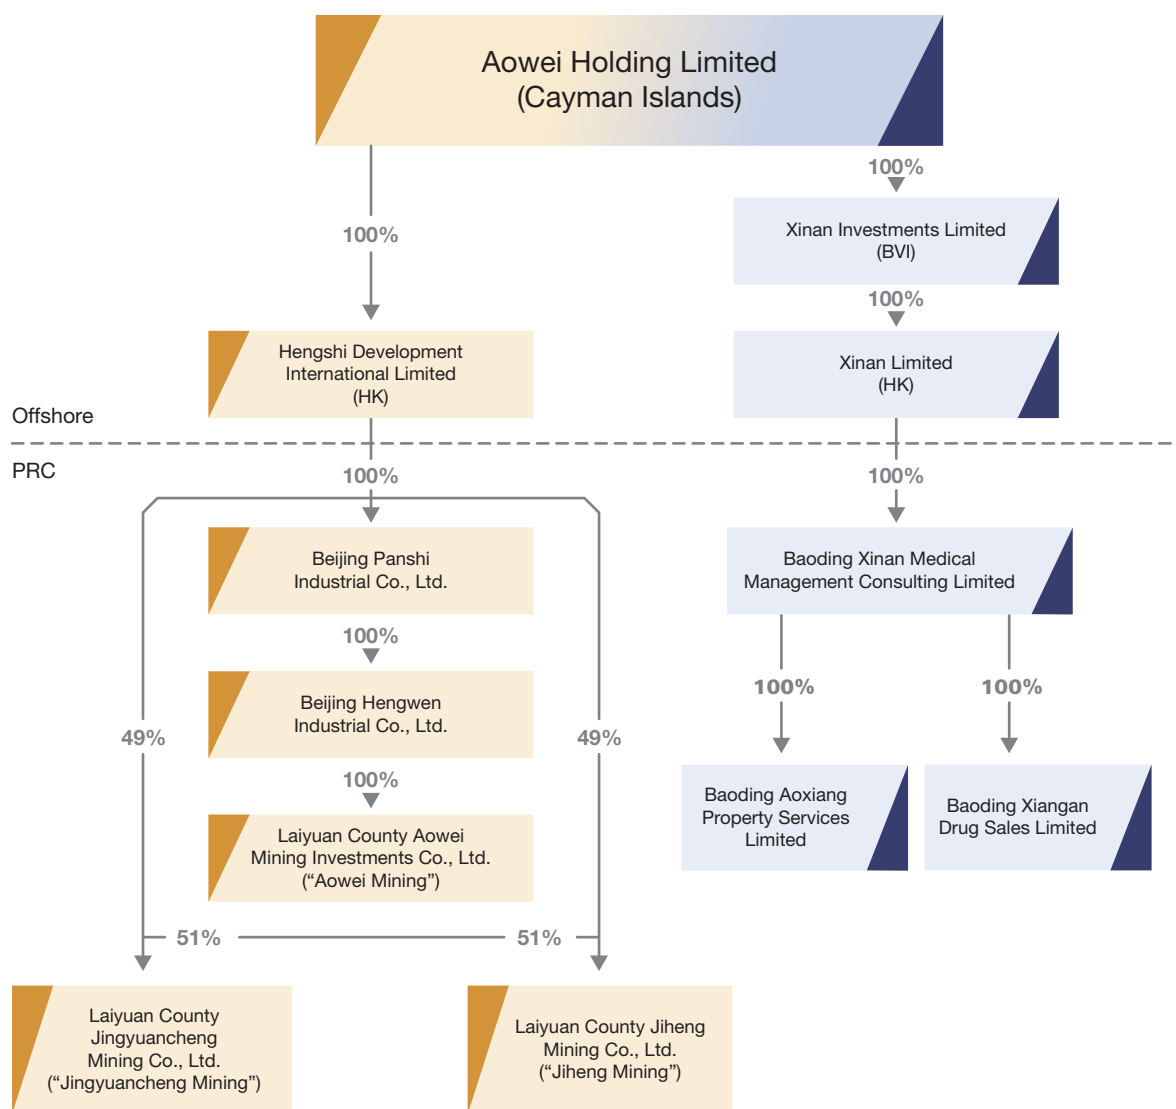 Aowei Holding Limited
(Cayman Islands)
100%
Xinan Investments Limited
(BVI)
100%
100%
Hengshi Development
International Limited
(HK)
Xinan Limited
(HK)
Offshore
PRC
100%
100%
Beijing Panshi
Industrial Co., Ltd.
Baoding Xinan Medical
Management Consulting Limited
100%
Beijing Hengwen
Industrial Co., Ltd.
100%
100%
49%
49%
100%
Baoding Aoxiang
Property Services
Limited
Baoding Xiangan
Drug Sales Limited
Laiyuan County Aowei
Mining Investments Co., Ltd.
(“Aowei Mining”)
51%
51%
Laiyuan County
Jingyuancheng
Mining Co., Ltd.
(“Jingyuancheng Mining”)
Laiyuan County Jiheng
Mining Co., Ltd.
(“Jiheng Mining”)